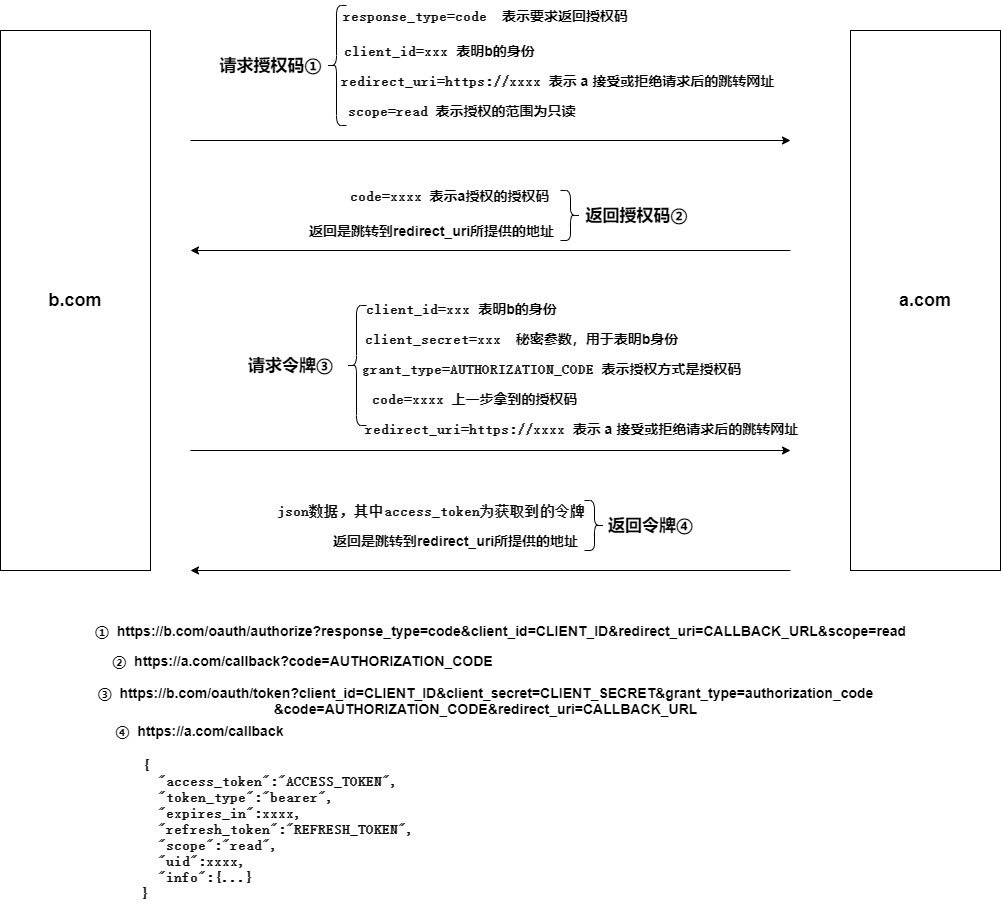 response_type=code 表示要求返回授权码
client_id=xxx 表明b的身份
请求授权码①
redirect_uri=https://xxxx 表示 a 接受或拒绝请求后的跳转网址
scope=read 表示授权的范围为只读
code=xxxx 表示a授权的授权码
返回授权码②
返回是跳转到redirect_uri所提供的地址
b.com
a.com
client_id=xxx 表明b的身份
client_secret=xxx 秘密参数，用于表明b身份
请求令牌③
grant_type=AUTHORIZATION_CODE 表示授权方式是授权码
code=xxxx 上一步拿到的授权码
redirect_uri=https://xxxx 表示 a 接受或拒绝请求后的跳转网址
json数据，其中access_token为获取到的令牌
返回令牌④
返回是跳转到redirect_uri所提供的地址
① https://b.com/oauth/authorize?response_type=code&client_id=CLIENT_ID&redirect_uri=CALLBACK_URL&scope=read
② https://a.com/callback?code=AUTHORIZATION_CODE
③ https://b.com/oauth/token?client_id=CLIENT_ID&client_secret=CLIENT_SECRET&grant_type=authorization_code
&code=AUTHORIZATION_CODE&redirect_uri=CALLBACK_URL
④ https://a.com/callback
{
"access_token":"ACCESS_TOKEN",
"token_type":"bearer",
"expires_in":xxxx,
"refresh_token":"REFRESH_TOKEN",
"scope":"read",
"uid":xxxx,
"info":{...}
}